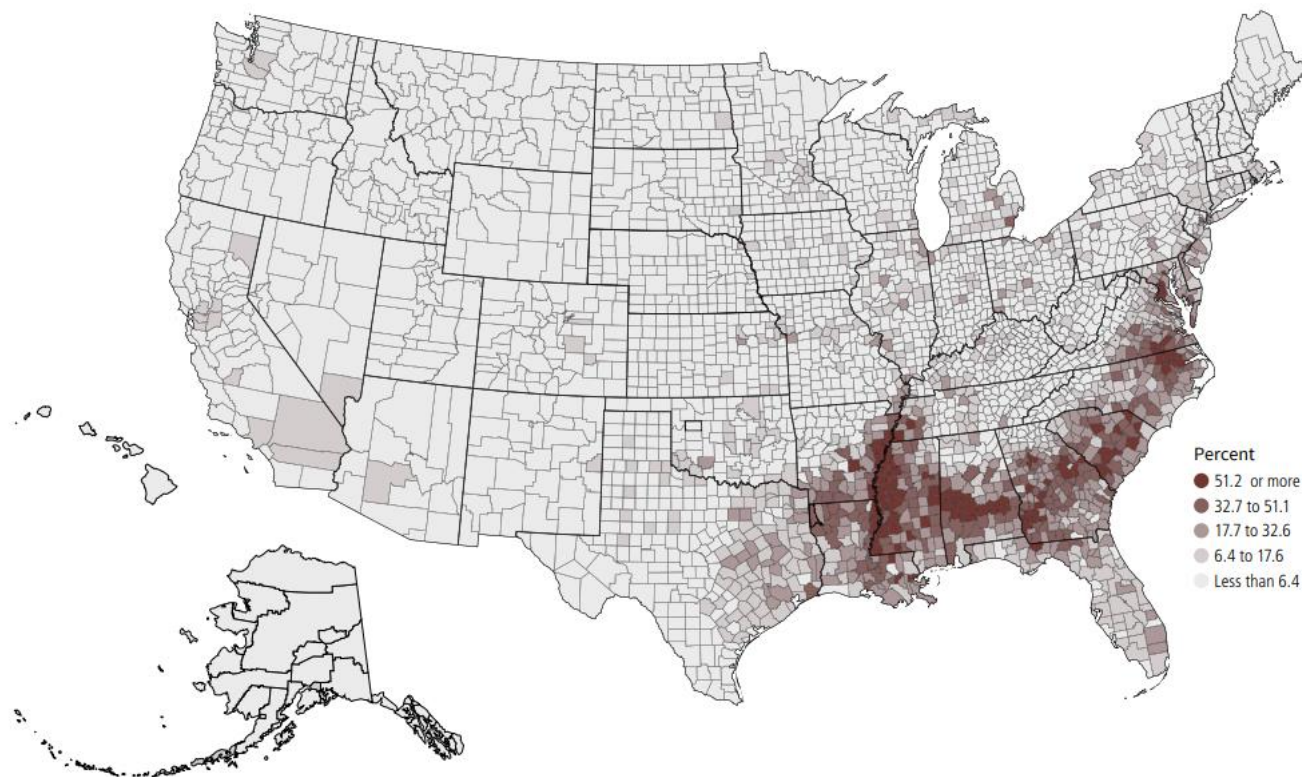 Percent
51.2 or more
32.7 to 51.1
17.7 to 32.6
6.4 to 17.6
Less than 6.4